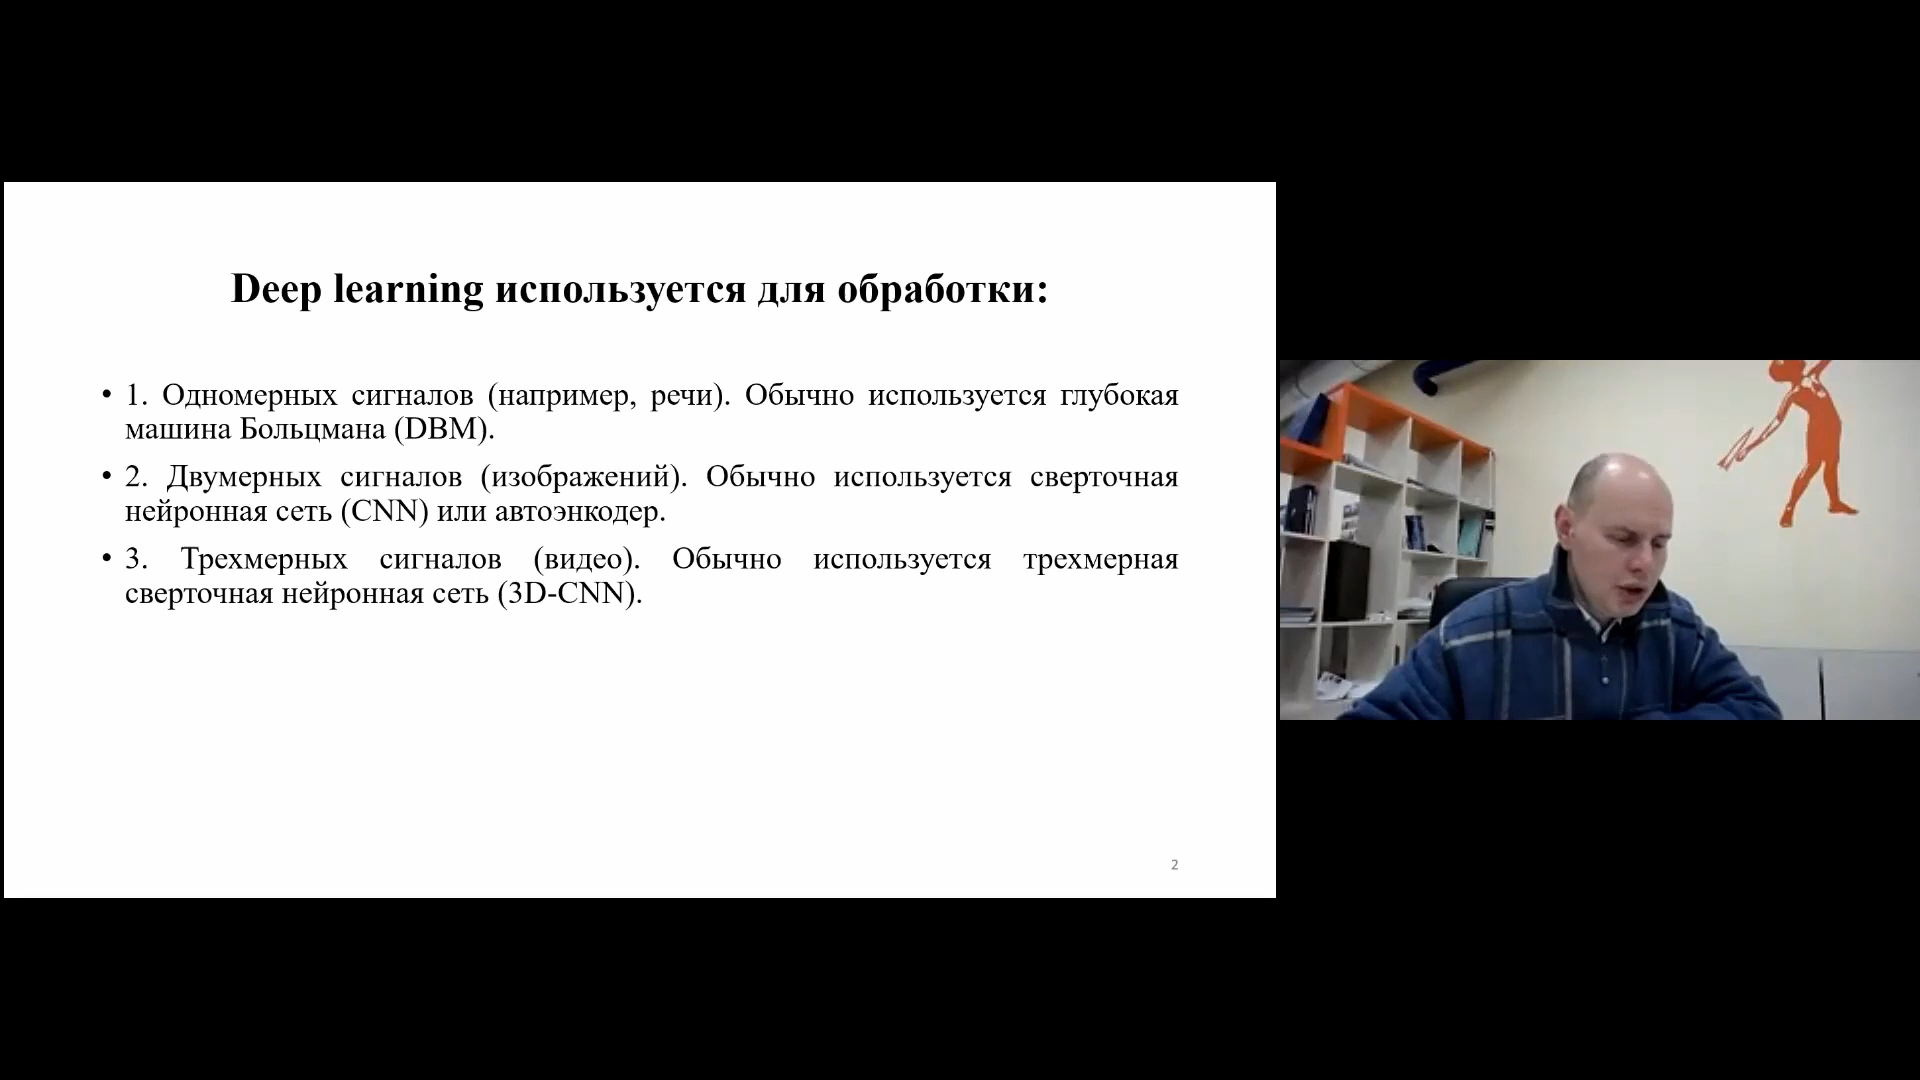 Deep learning используется для обработки:
• 1. Одномерных сигналов (например, речи). Обычно используется глубокая
машина Больцмана (DBM).
• 2. Двумерных сигналов (изображений). Обычно используется сверточная
нейронная сеть (CNN) или автоэнкодер.
• 3. Трехмерных сигналов (видео). Обычно используется трехмерная
сверточная нейронная сеть (3D-CNN).
2